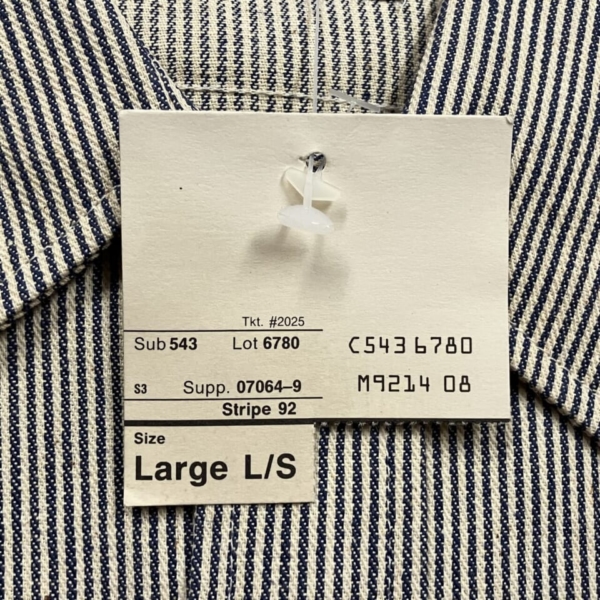 Tkt. #2025
Sub 543 Lot 6780
C543 6780
S3 Supp. 07064–9
M9214 08
Stripe 92
Size
Large L/S